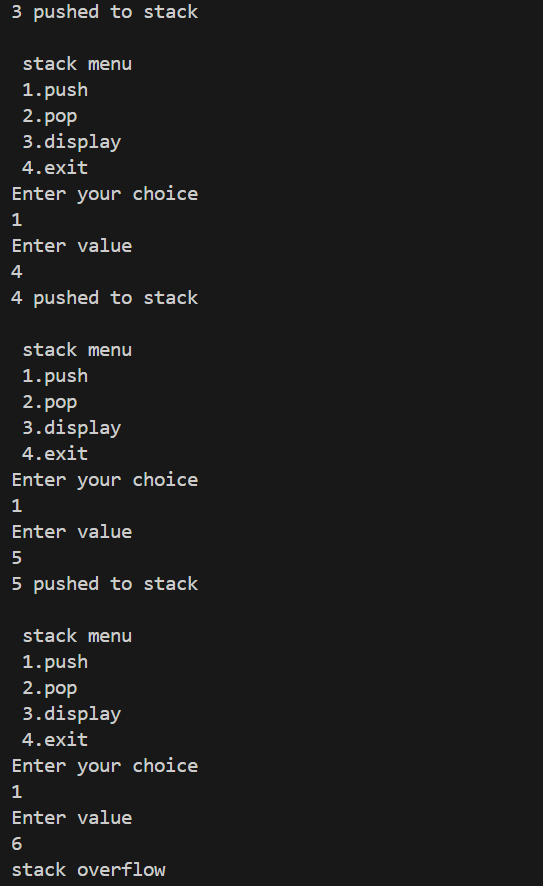 3 pushed to stack

 stack menu
 1.push
 2.pop
 3.display
 4.exit
Enter your choice
1
Enter value
4
4 pushed to stack

 stack menu
 1.push
 2.pop
 3.display
 4.exit
Enter your choice
1
Enter value
5
5 pushed to stack

 stack menu
 1.push
 2.pop
 3.display
 4.exit
Enter your choice
1
Enter value
6
stack overflow